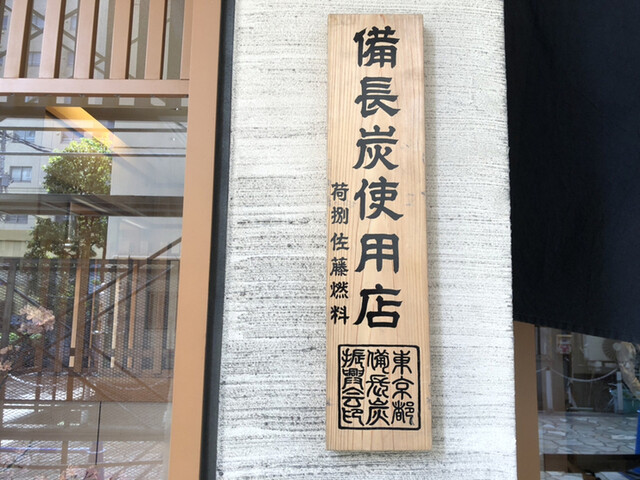 備長炭使用店
荷捌佐藤燃料
東京都
備長炭
振興会印